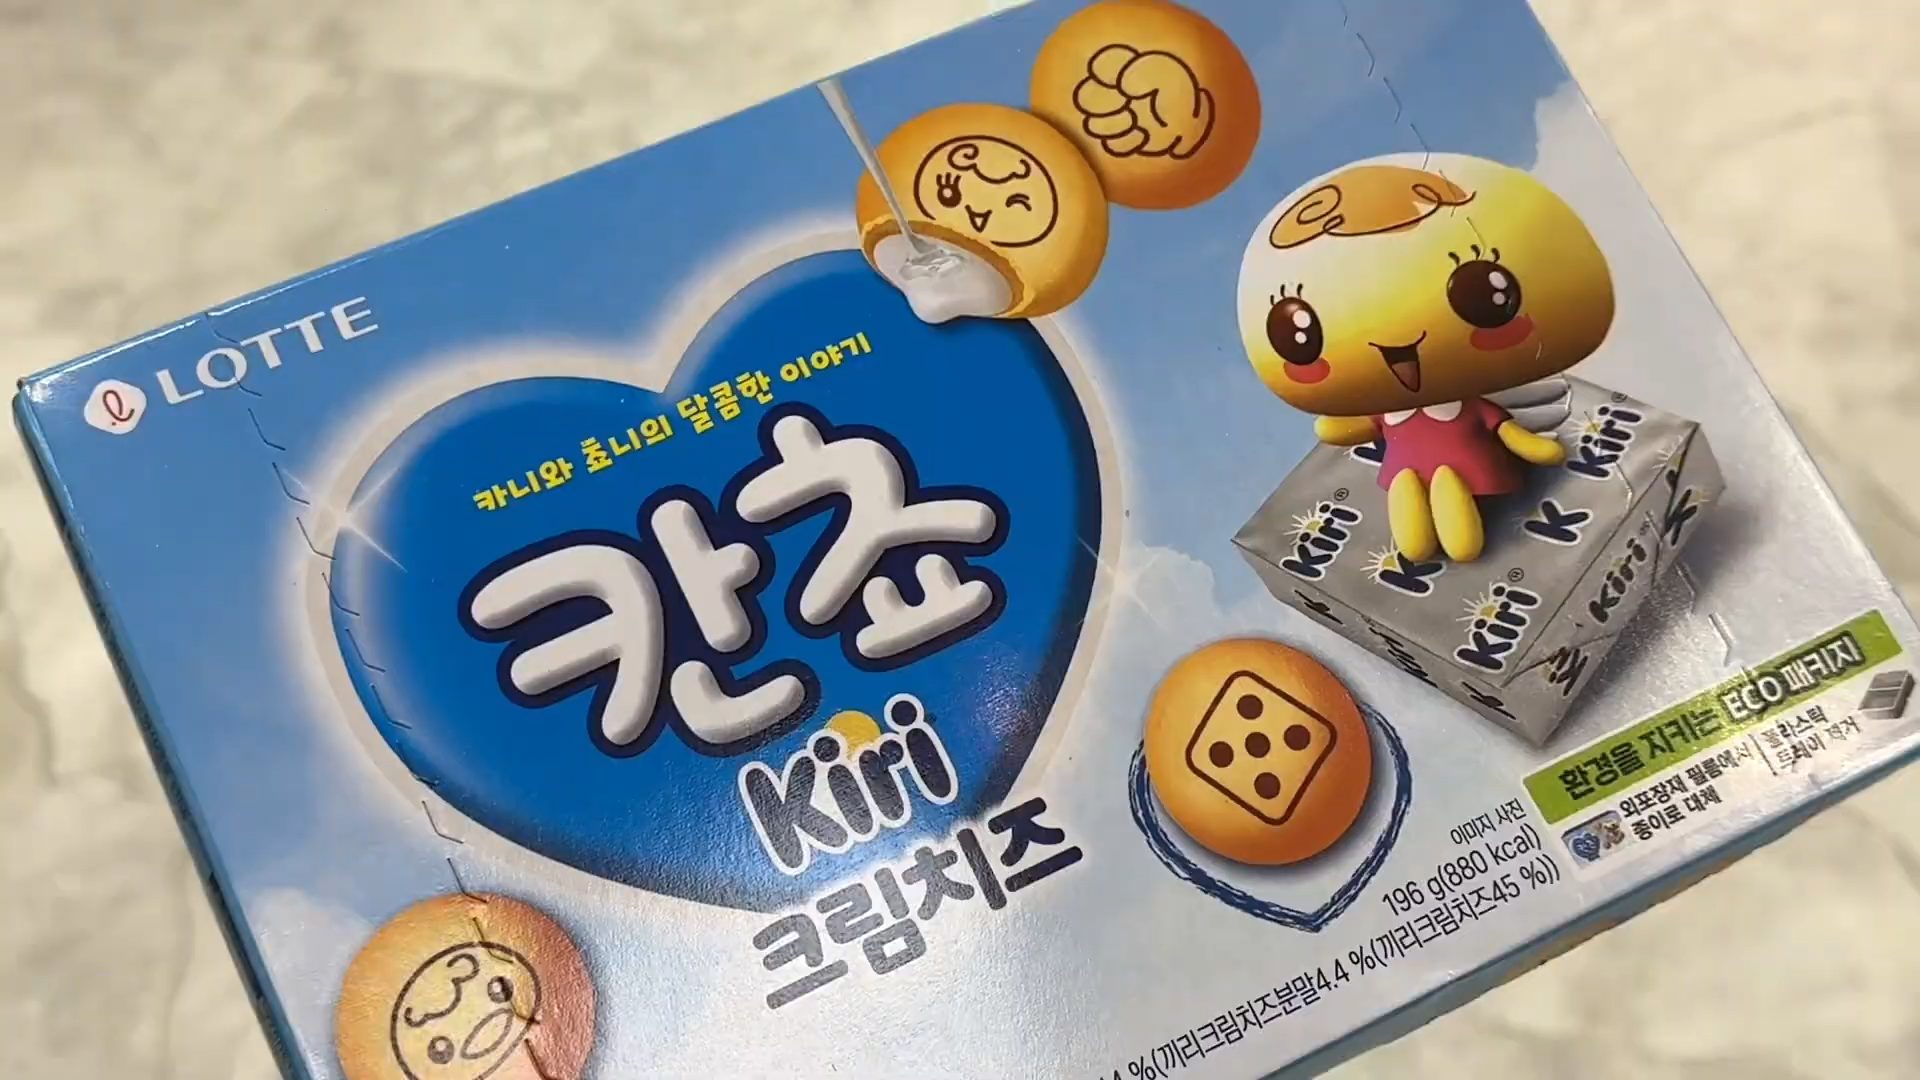 LOTTE
카니와 쵸니의 달콤한 이야기
칸쵸
Kiri
크림치즈
Kiri
Kiri
K
K
Kiri
Kiri
환경을 지키는 ECO 패키지
외포장재 필름에서
종이로 대체
플라스틱
트레이 제거
이미지 사진
196 g(880 kcal)
%(끼리크림치즈분말4.4 %(끼리크림치즈45 %))